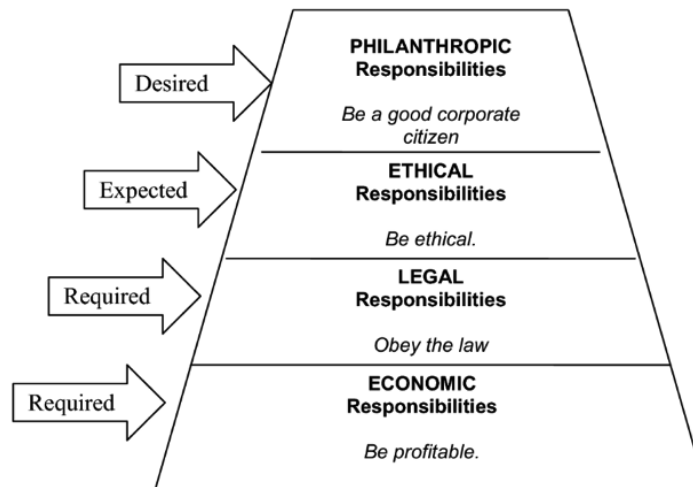 PHILANTHROPIC
Responsibilities
Desired
Be a good corporate
citizen
ETHICAL
Responsibilities
Expected
Be ethical.
LEGAL
Responsibilities
Required
Obey the law
ECONOMIC
Responsibilities
Required
Be profitable.